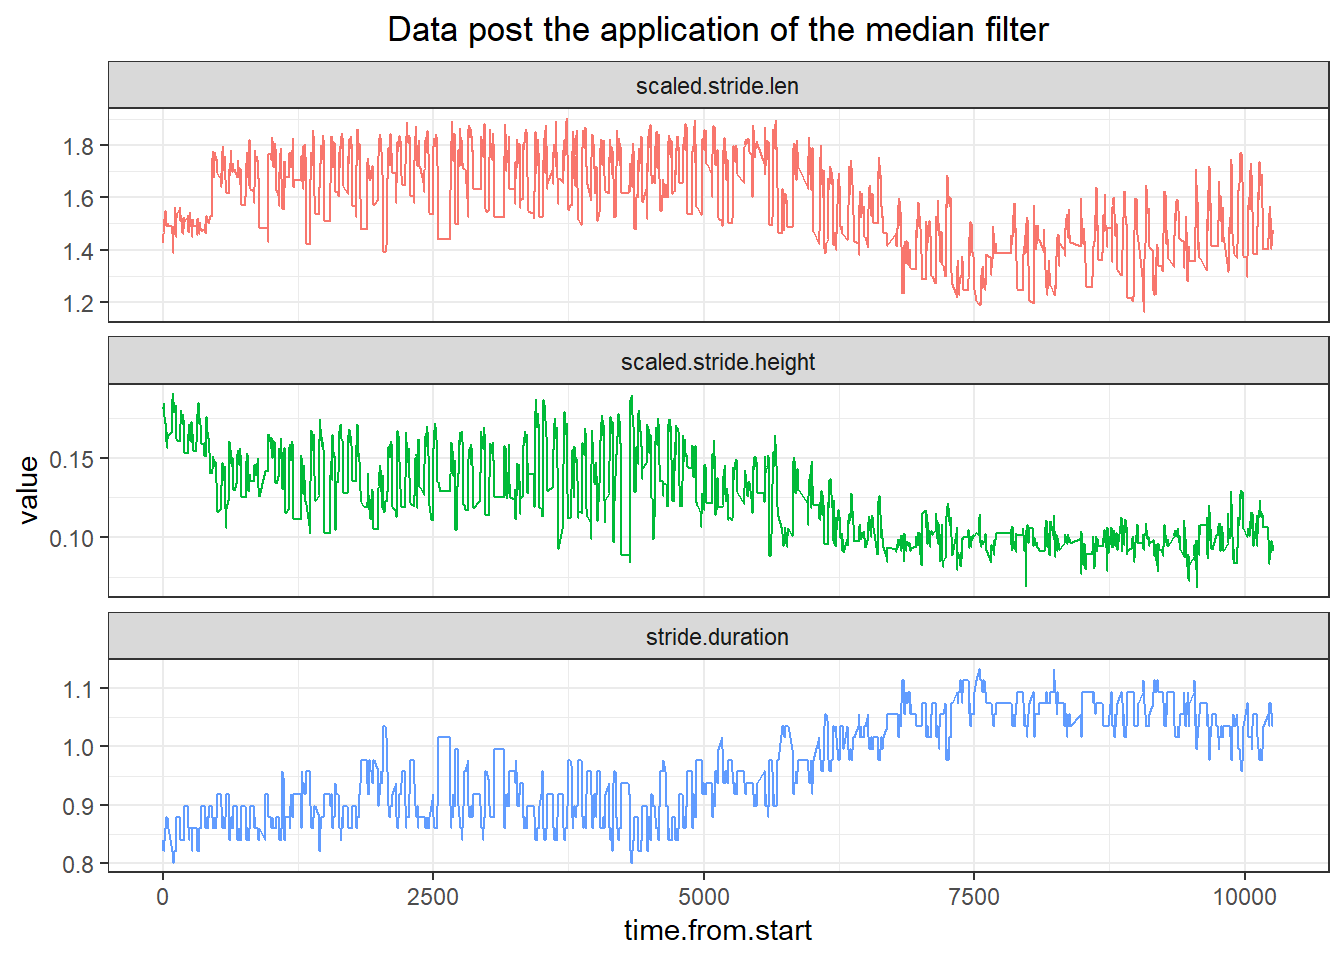 Data post the application of the median filter
scaled.stride.len
1.8
1.6
1.4
1.2
scaled.stride.height
0.15
0.10
value
stride.duration
1.1
1.0
0.9
0.8
0 2500 5000 7500 10000
time.from.start